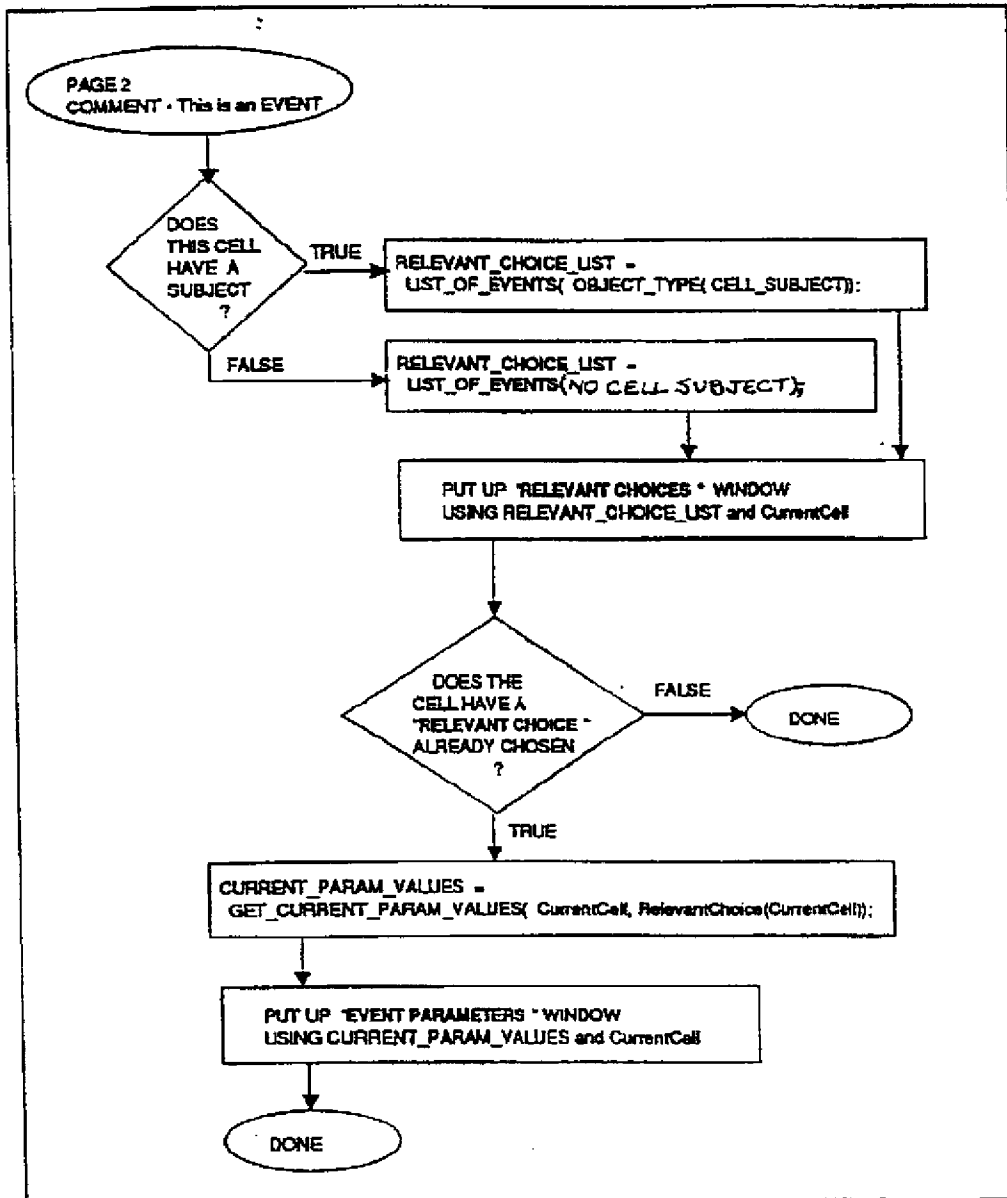 PAGE 2
COMMENT - This is an EVENT
DOES
THIS CELL
HAVE A
SUBJECT
?
TRUE
RELEVANT_CHOICE_LIST =
LIST_OF_EVENTS( OBJECT_TYPE( CELL_SUBJECT));
FALSE
RELEVANT_CHOICE_LIST =
LIST_OF_EVENTS(NO CELL SUBJECT);
PUT UP "RELEVANT CHOICES " WINDOW
USING RELEVANT_CHOICE_LIST and CurrentCell
DOES THE
CELL HAVE A
"RELEVANT CHOICE "
ALREADY CHOSEN
?
FALSE
DONE
TRUE
CURRENT_PARAM_VALUES =
GET_CURRENT_PARAM_VALUES( CurrentCell, RelevantChoice(CurrentCell));
PUT UP "EVENT PARAMETERS " WINDOW
USING CURRENT_PARAM_VALUES and CurrentCell
DONE